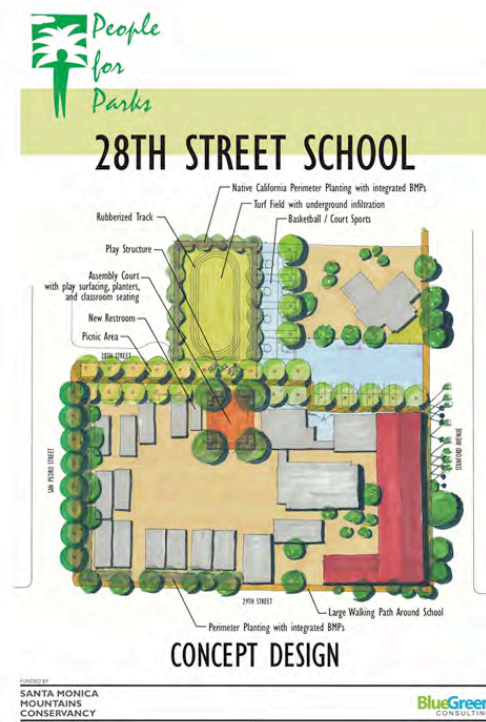 People
for
Parks
28TH STREET SCHOOL
Native California Perimeter Planting with integrated BMPs
Turf Field with underground infiltration
Basketball / Court Sports
Rubberized Track
Play Structure
Assembly Court
with play surfacing, planters,
and classroom seating
New Restroom
Picnic Area
28TH STREET
SAN PEDRO STREET
STANFORD AVENUE
29TH STREET
Large Walking Path Around School
Perimeter Planting with integrated BMPs
CONCEPT DESIGN
FUNDED BY
SANTA MONICA
MOUNTAINS
CONSERVANCY
BlueGreen
CONSULTIN